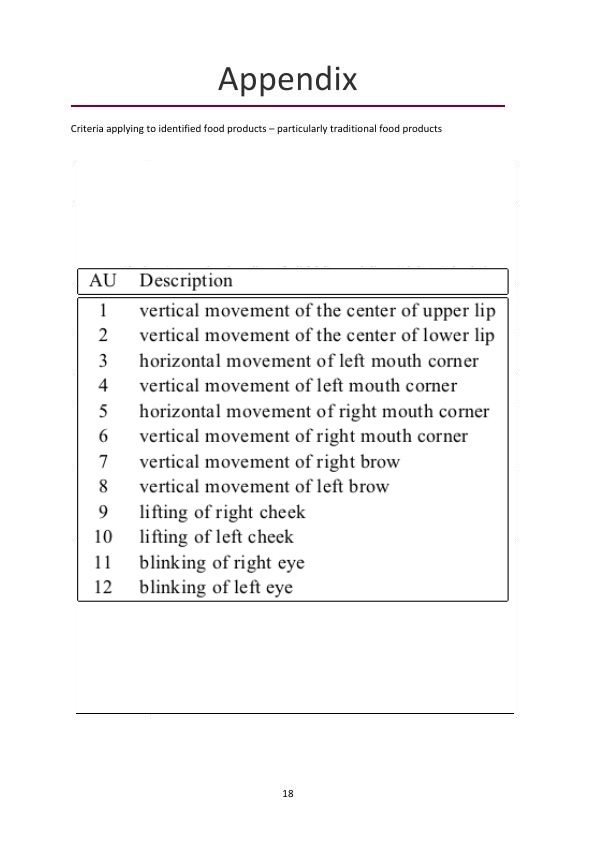 Appendix
Criteria applying to identified food products – particularly traditional food products
AU Description
1 vertical movement of the center of upper lip
2 vertical movement of the center of lower lip
3 horizontal movement of left mouth corner
4 vertical movement of left mouth corner
5 horizontal movement of right mouth corner
6 vertical movement of right mouth corner
7 vertical movement of right brow
8 vertical movement of left brow
9 lifting of right cheek
10 lifting of left cheek
11 blinking of right eye
12 blinking of left eye
18